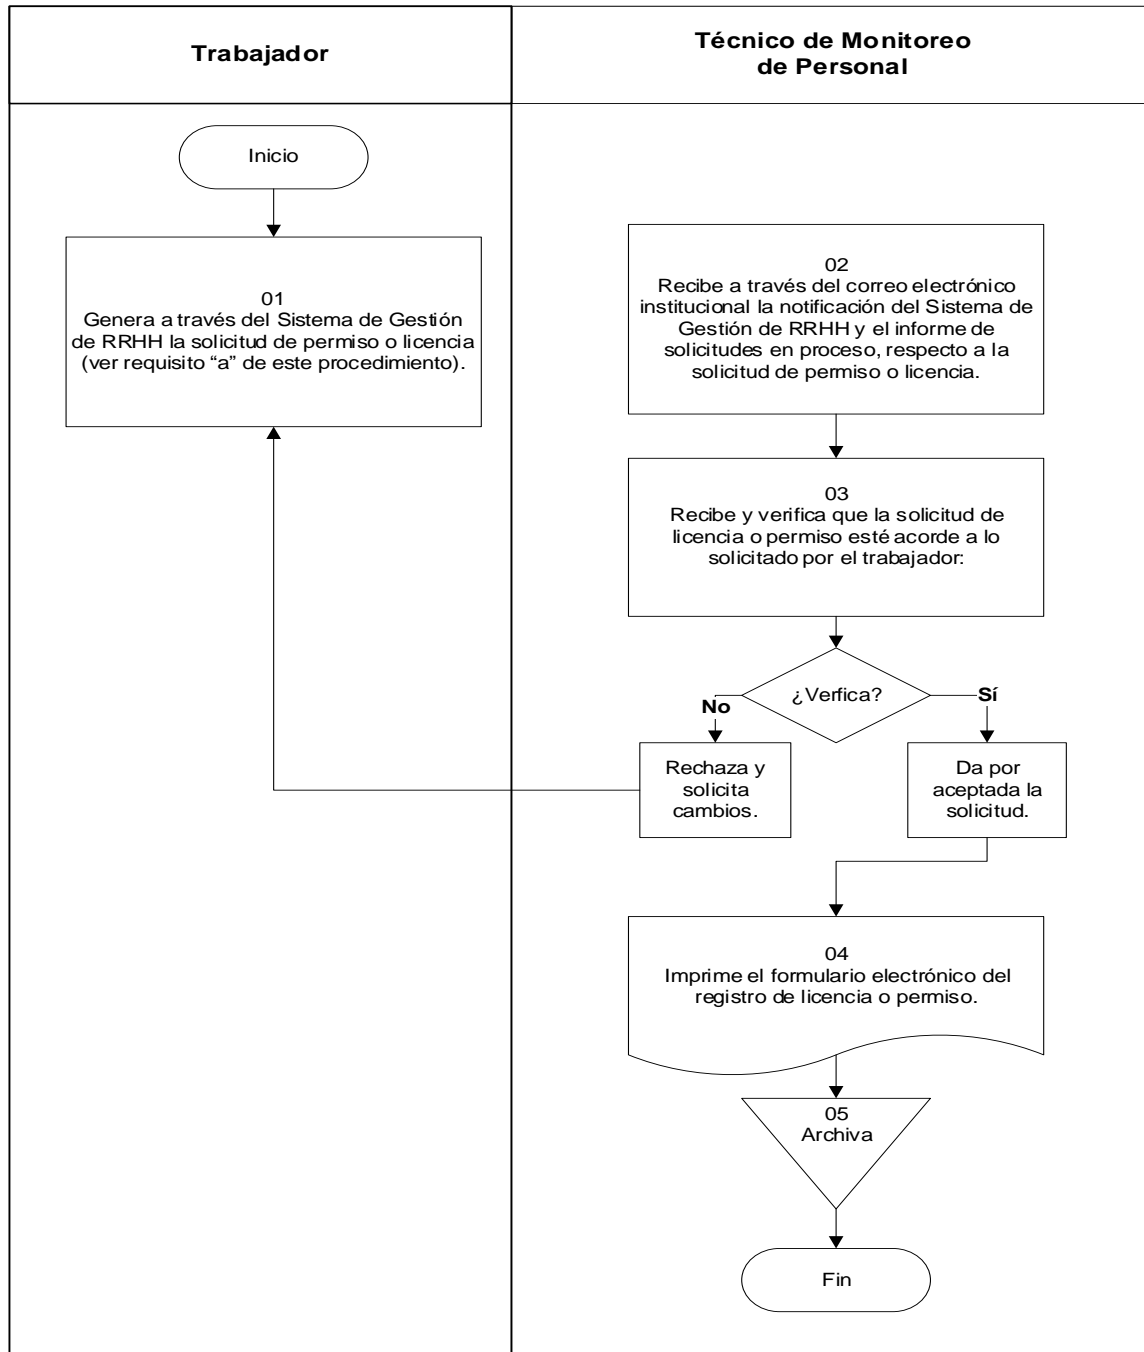 Trabajador
Técnico de Monitoreo
de Personal
Inicio
01
Genera a través del Sistema de Gestión
de RRHH la solicitud de permiso o licencia
(ver requisito “a” de este procedimiento).
02
Recibe a través del correo electrónico
institucional la notificación del Sistema de
Gestión de RRHH y el informe de
solicitudes en proceso, respecto a la
solicitud de permiso o licencia.
03
Recibe y verifica que la solicitud de
licencia o permiso esté acorde a lo
solicitado por el trabajador:
¿Verfica?
No
Sí
Rechaza y
solicita
cambios.
Da por
aceptada la
solicitud.
04
Imprime el formulario electrónico del
registro de licencia o permiso.
05
Archiva
Fin